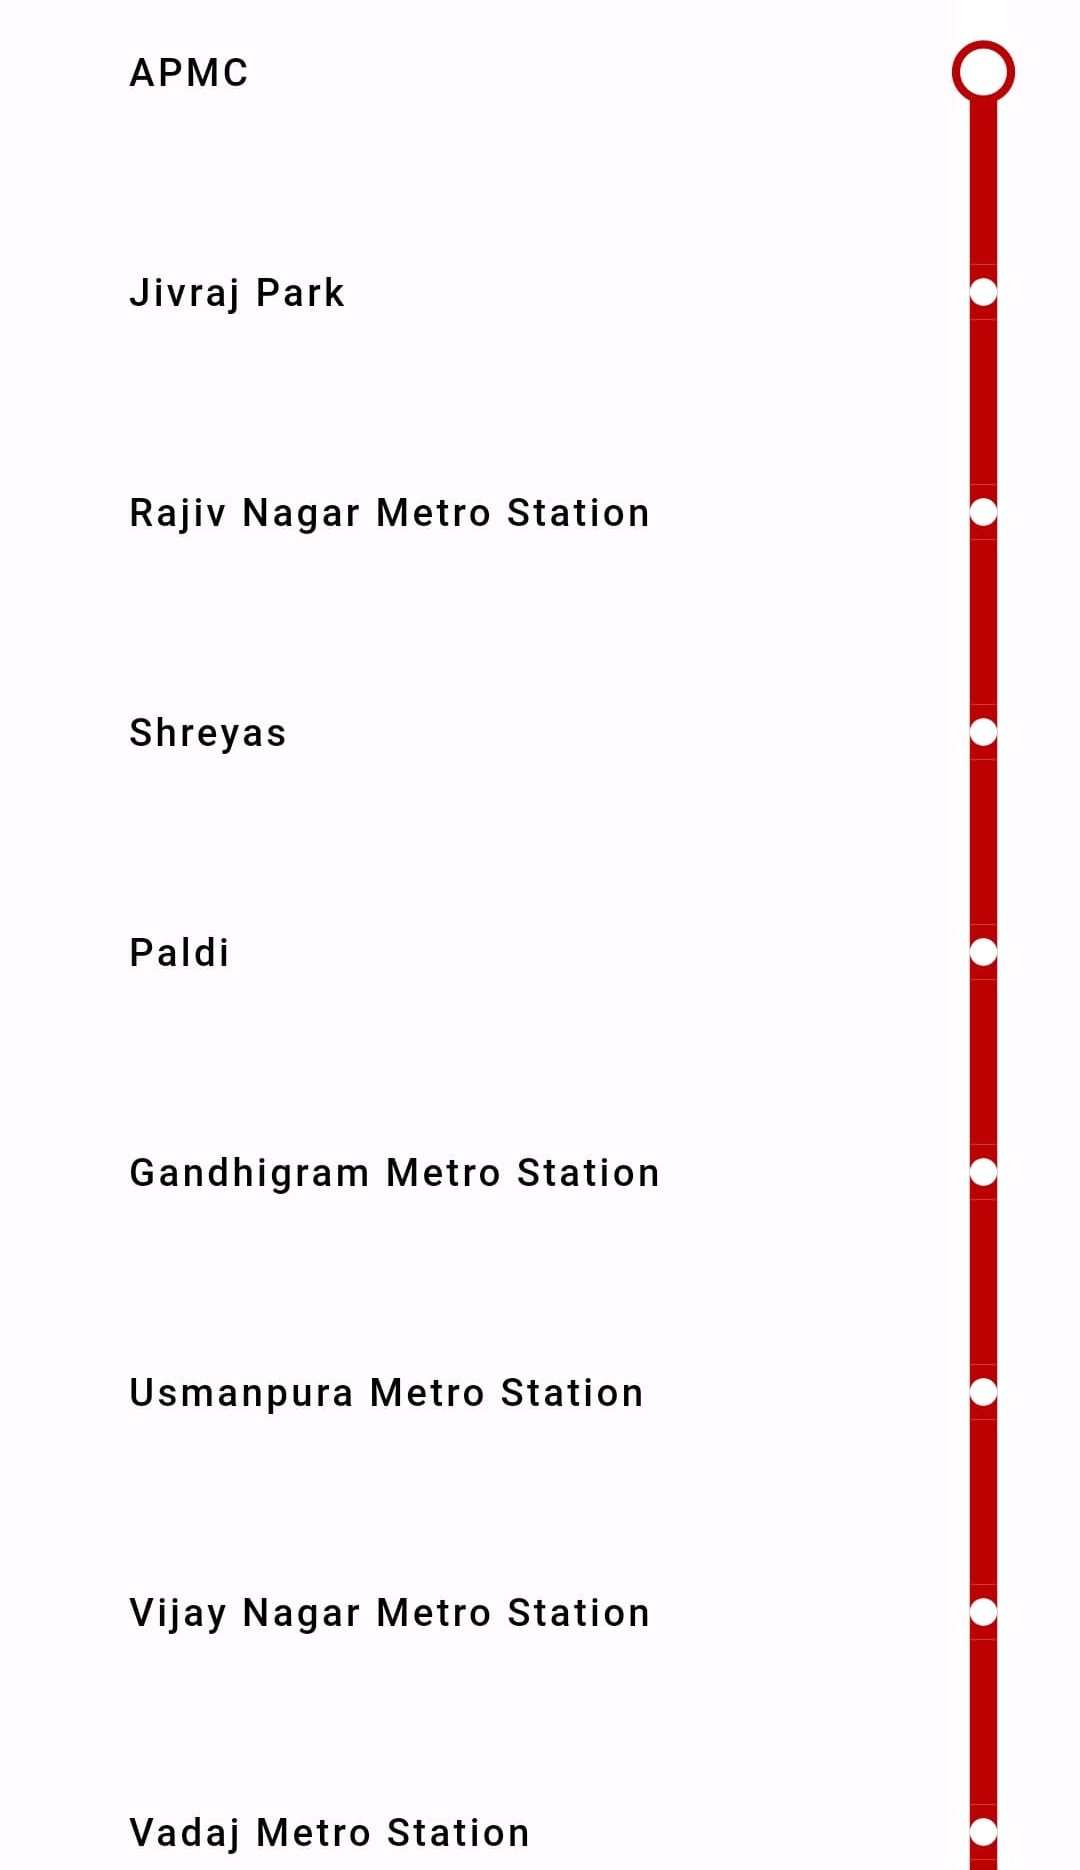 APMC
Jivraj Park
Rajiv Nagar Metro Station
Shreyas
Paldi
Gandhigram Metro Station
Usmanpura Metro Station
Vijay Nagar Metro Station
Vadaj Metro Station